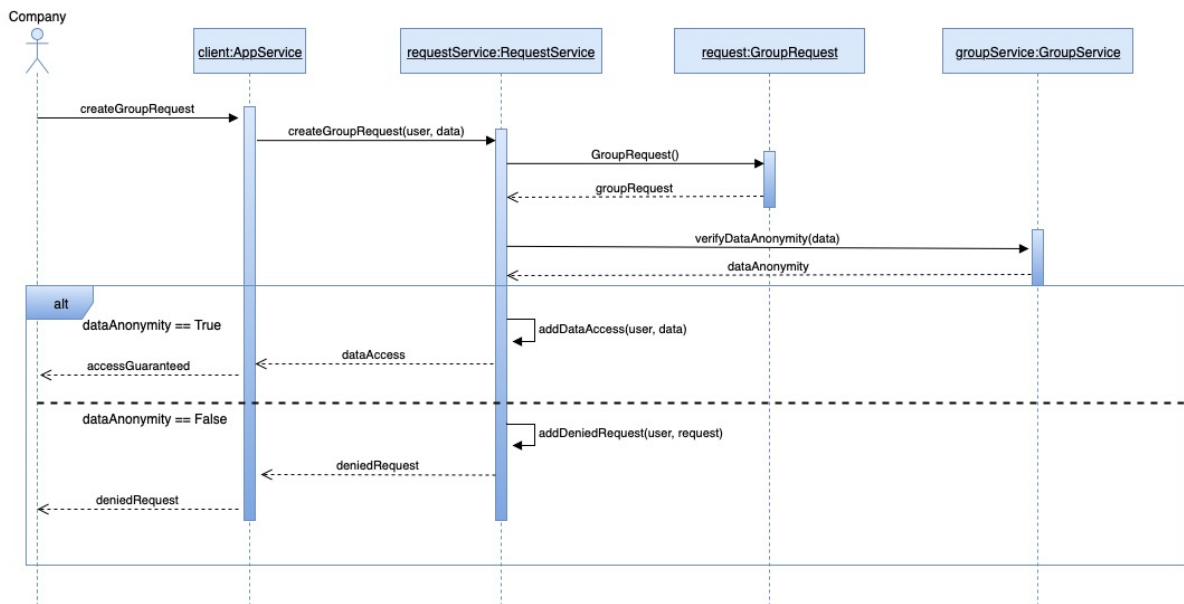 Company
client:AppService
requestService:RequestService
request:GroupRequest
groupService:GroupService
createGroupRequest
createGroupRequest(user, data)
GroupRequest()
groupRequest
verifyDataAnonymity(data)
dataAnonymity
alt
dataAnonymity == True
addDataAccess(user, data)
dataAccess
accessGuaranteed
dataAnonymity == False
addDeniedRequest(user, request)
deniedRequest
deniedRequest